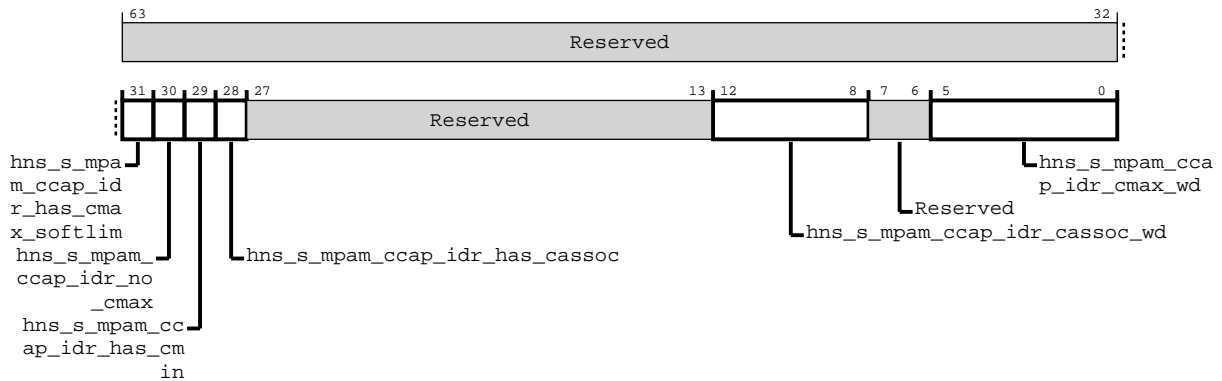 63 32
Reserved
31 30 29 28 27 13 12 8 7 6 5 0
Reserved
hns_s_mpa
m_ccap_id
r_has_cma
x_softlim
hns_s_mpam_cca
p_idr_cmax_wd
Reserved
hns_s_mpam_ccap_idr_cassoc_wd
hns_s_mpam_
ccap_idr_no
_cmax
hns_s_mpam_ccap_idr_has_cassoc
hns_s_mpam_cc
ap_idr_has_cm
in